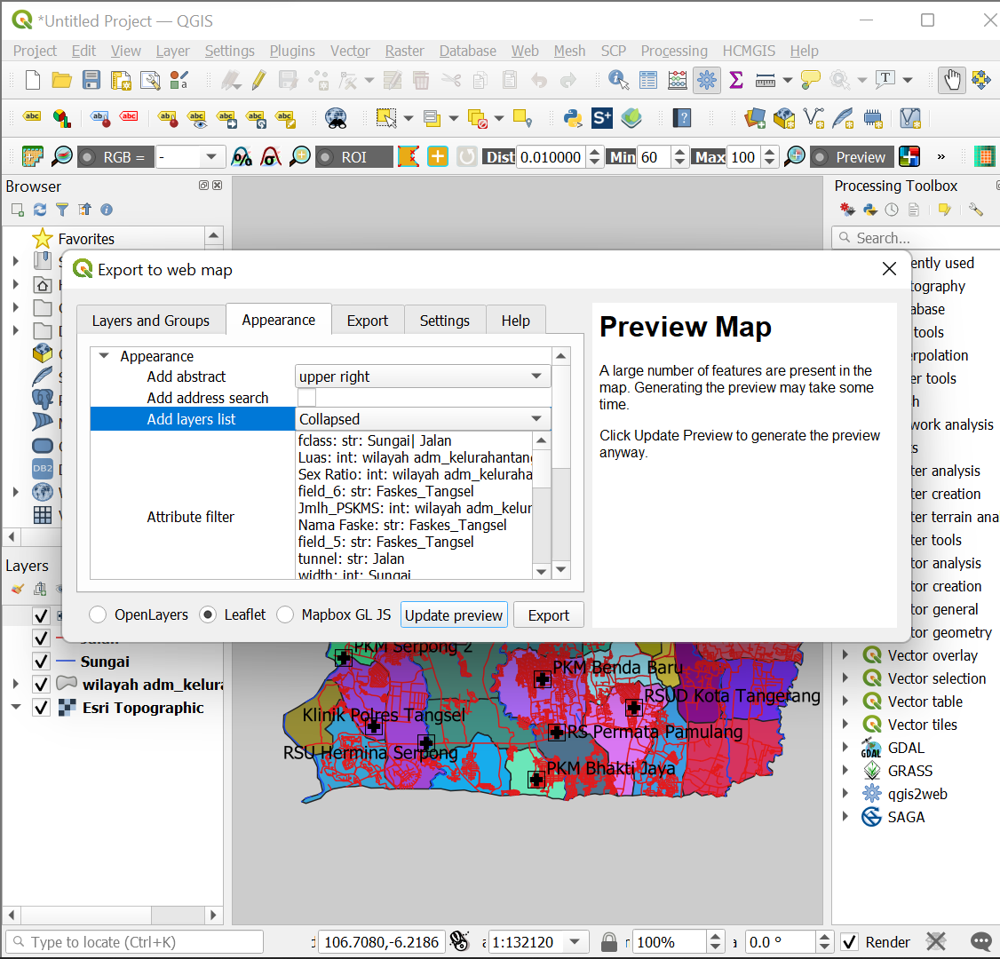 *Untitled Project — QGIS
Project Edit View Layer Settings Plugins Vector Raster Database Web Mesh SCP Processing HCMGIS Help
RGB = - ROI Dist 0.010000 Min 60 Max 100 Preview »
Browser
Processing Toolbox
Favorites
Search...
Export to web map
ently used
tography
abase
tools
rpolation
er tools
work analysis
ter analysis
ter creation
ter terrain ana
ter tools
tor analysis
tor creation
tor general
tor geometry
Vector overlay
Vector selection
Vector table
Vector tiles
GDAL
GRASS
qgis2web
SAGA
Layers and Groups Appearance Export Settings Help
Appearance
Add abstract upper right
Add address search
Add layers list Collapsed
Attribute filter
fclass: str: Sungai| Jalan
Luas: int: wilayah adm_kelurahantang
Sex Ratio: int: wilayah adm_keluraha
field_6: str: Faskes_Tangsel
Jmlh_PSKMS: int: wilayah adm_kelur
Nama Faske: str: Faskes_Tangsel
field_5: str: Faskes_Tangsel
tunnel: str: Jalan
width: int: Sungai
OpenLayers Leaflet Mapbox GL JS Update preview Export
Preview Map
A large number of features are present in the
map. Generating the preview may take some
time.
Click Update Preview to generate the preview
anyway.
DB2
Layers
Jalan
Sungai
wilayah adm_kelura
Esri Topographic
PKM Serpong 2
PKM Benda Baru
RSUD Kota Tangerang
Klinik Polres Tangsel
RS Permata Pamulang
RSU Hermina Serpong
PKM Bhakti Jaya
Type to locate (Ctrl+K) 106.7080,-6.2186 1:132120 100% 0.0 ° Render